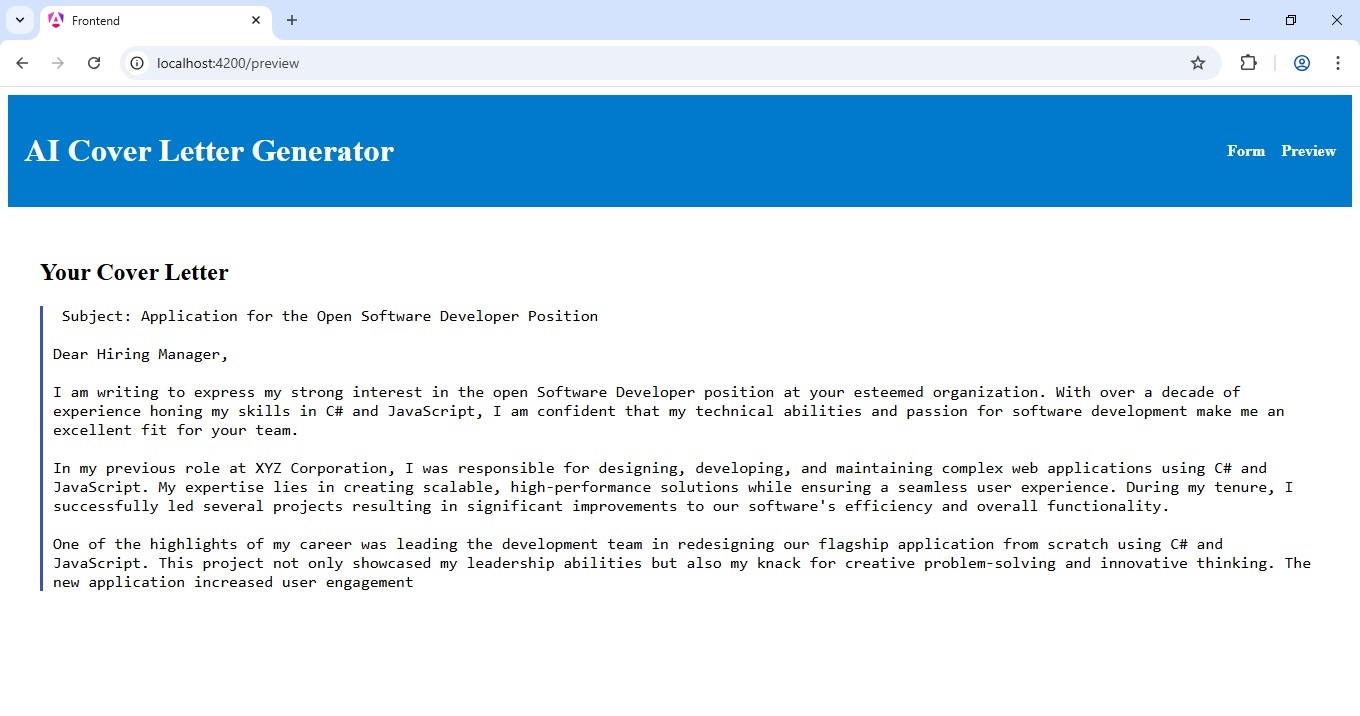 Frontend
localhost:4200/preview
AI Cover Letter Generator
Form Preview
Your Cover Letter
Subject: Application for the Open Software Developer Position
Dear Hiring Manager,
I am writing to express my strong interest in the open Software Developer position at your esteemed organization. With over a decade of
experience honing my skills in C# and JavaScript, I am confident that my technical abilities and passion for software development make me an
excellent fit for your team.
In my previous role at XYZ Corporation, I was responsible for designing, developing, and maintaining complex web applications using C# and
JavaScript. My expertise lies in creating scalable, high-performance solutions while ensuring a seamless user experience. During my tenure, I
successfully led several projects resulting in significant improvements to our software's efficiency and overall functionality.
One of the highlights of my career was leading the development team in redesigning our flagship application from scratch using C# and
JavaScript. This project not only showcased my leadership abilities but also my knack for creative problem-solving and innovative thinking. The
new application increased user engagement